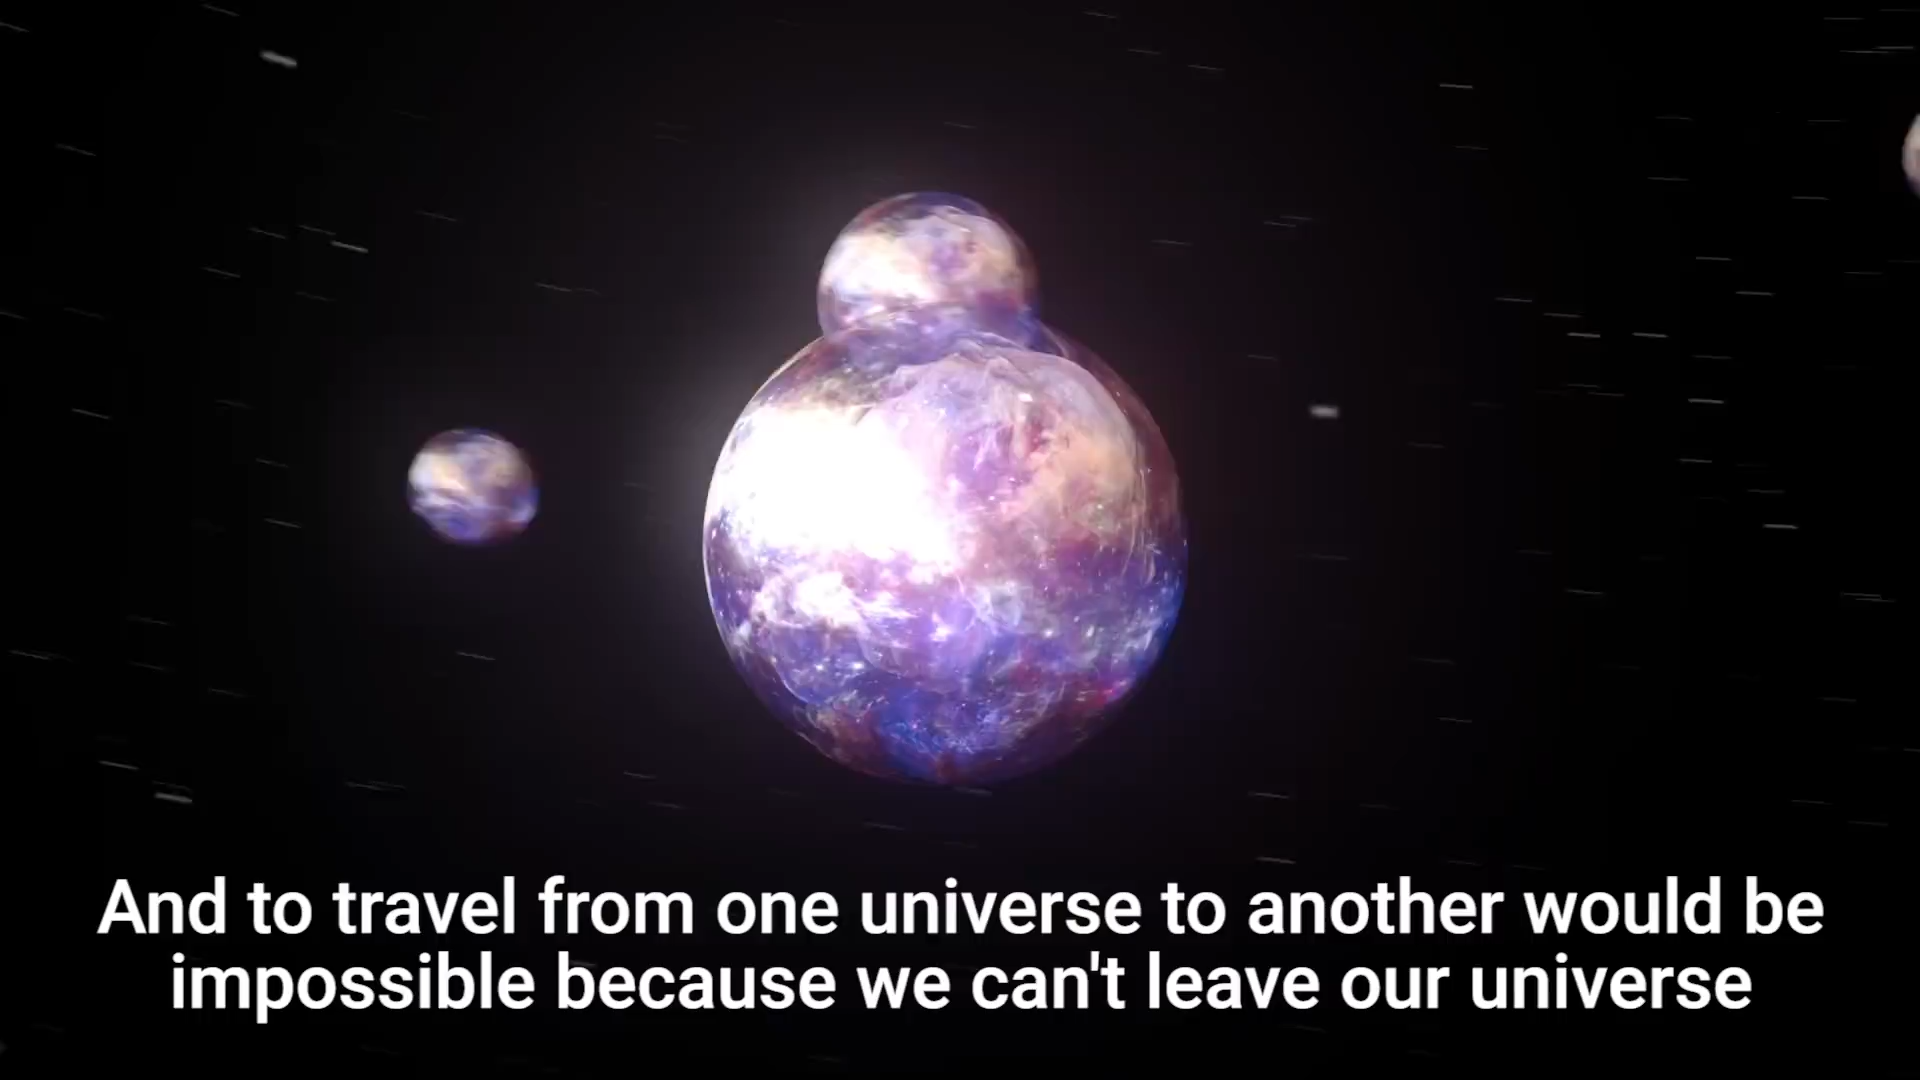 And to travel from one universe to another would be
impossible because we can't leave our universe